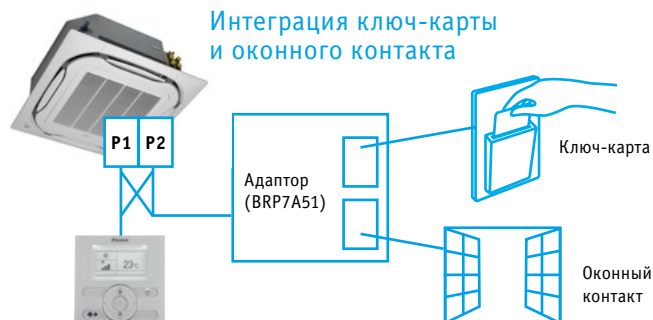 Интеграция ключ-карты
и оконного контакта
P1 P2
Адаптор
(BRP7A51)
Ключ-карта
23
Оконный
контакт